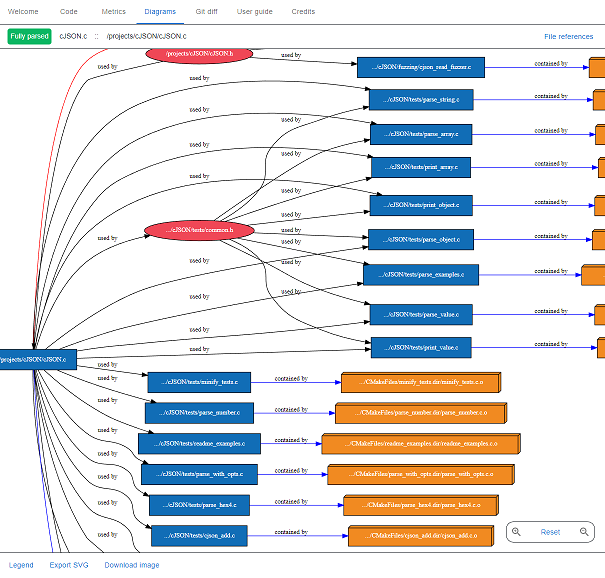 Welcome Code Metrics Diagrams Git diff User guide Credits
Fully parsed cJSON.c :: /projects/cJSON/cJSON.c File references
/projects/cJSON/cJSON.h used by .../cJSON/fuzzing/cjson_read_fuzzer.c contained by
used by .../cJSON/tests/parse_string.c contained by
used by used by .../cJSON/tests/parse_array.c contained by
used by used by .../cJSON/tests/print_array.c contained by
used by used by .../cJSON/tests/print_object.c contained by
used by .../cJSON/tests/common.h used by .../cJSON/tests/parse_object.c contained by
used by used by .../cJSON/tests/parse_examples.c contained by
used by used by .../cJSON/tests/parse_value.c contained by
used by used by .../cJSON/tests/print_value.c contained by
/projects/cJSON/cJSON.c
used by .../cJSON/tests/minify_tests.c contained by .../CMakeFiles/minify_tests.dir/minify_tests.c.o
used by .../cJSON/tests/parse_number.c contained by .../CMakeFiles/parse_number.dir/parse_number.c.o
used by .../cJSON/tests/readme_examples.c contained by .../CMakeFiles/readme_examples.dir/readme_examples.c.o
used by .../cJSON/tests/parse_with_opts.c contained by .../CMakeFiles/parse_with_opts.dir/parse_with_opts.c.o
used by .../cJSON/tests/parse_hex4.c contained by .../CMakeFiles/parse_hex4.dir/parse_hex4.c.o
used by .../cJSON/tests/cjson_add.c contained by .../CMakeFiles/cjson_add.dir/cjson_add.c.o
used by
Reset
Legend Export SVG Download image